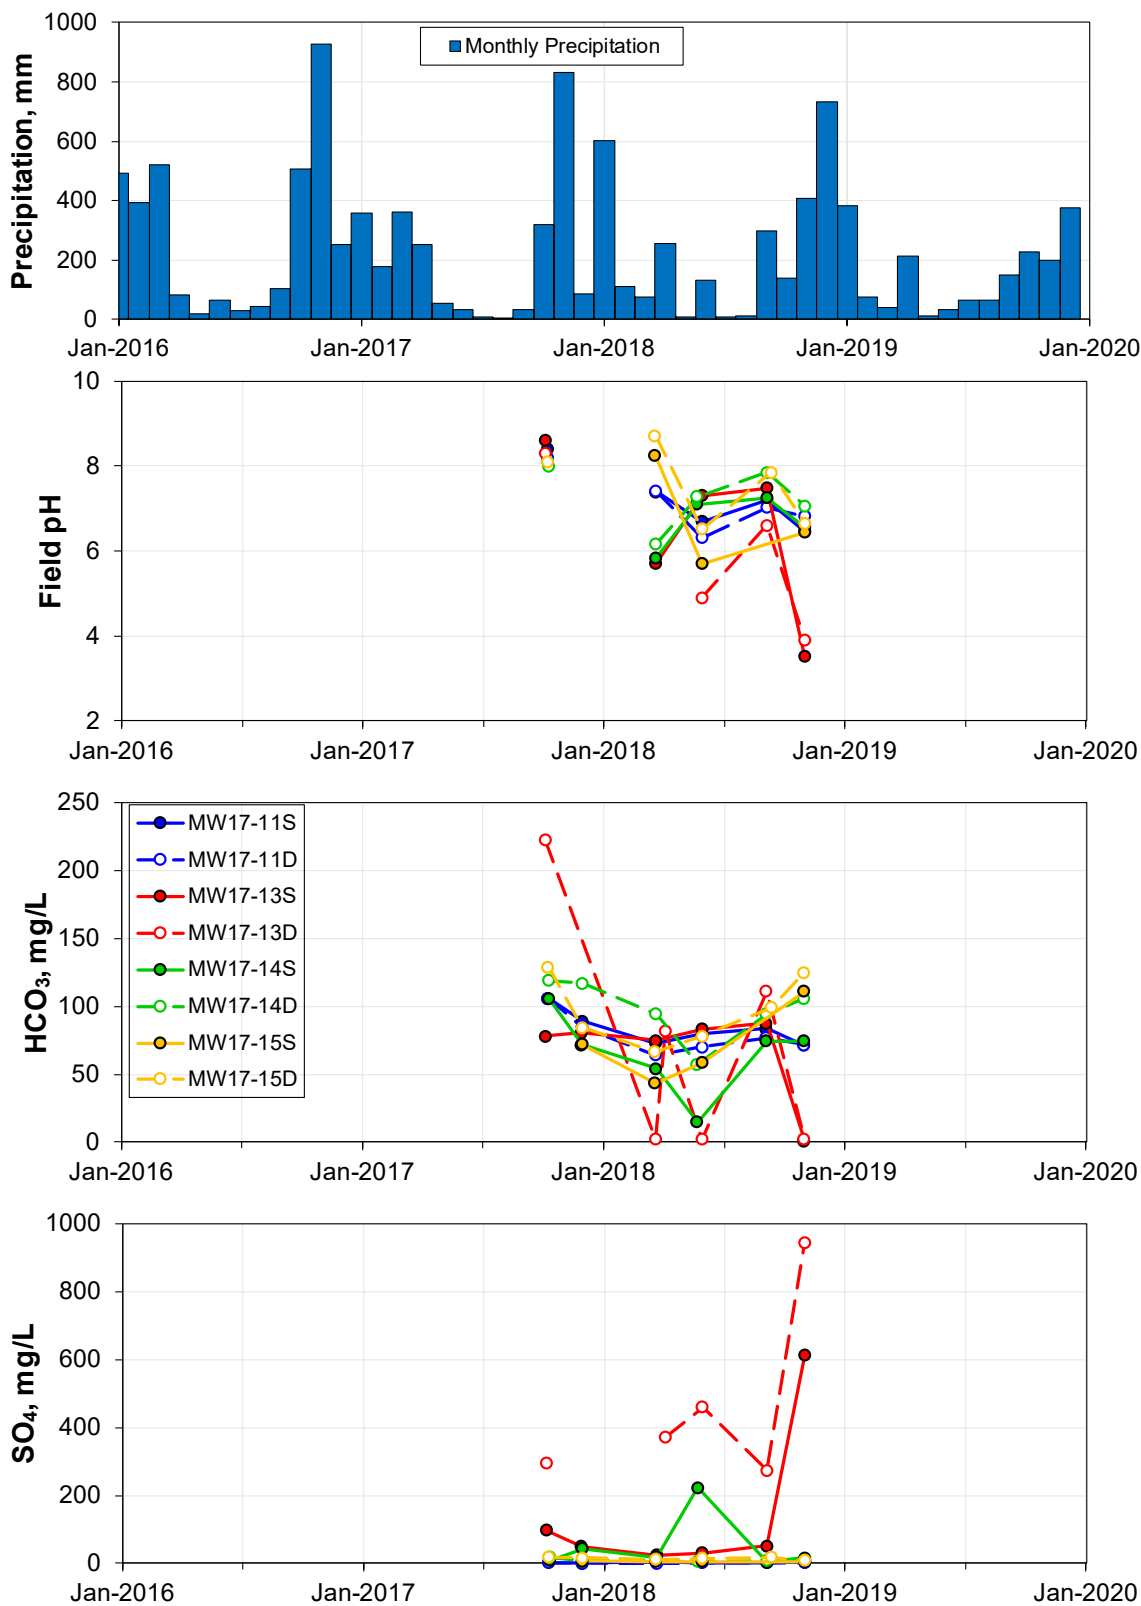 1000
Monthly Precipitation
800
600
400
200
0
Precipitation, mm
Jan-2016 Jan-2017 Jan-2018 Jan-2019 Jan-2020
10
8
6
4
2
Field pH
Jan-2016 Jan-2017 Jan-2018 Jan-2019 Jan-2020
250
200
150
100
50
0
HCO₃, mg/L
MW17-11S
MW17-11D
MW17-13S
MW17-13D
MW17-14S
MW17-14D
MW17-15S
MW17-15D
Jan-2016 Jan-2017 Jan-2018 Jan-2019 Jan-2020
1000
800
600
400
200
0
SO₄, mg/L
Jan-2016 Jan-2017 Jan-2018 Jan-2019 Jan-2020